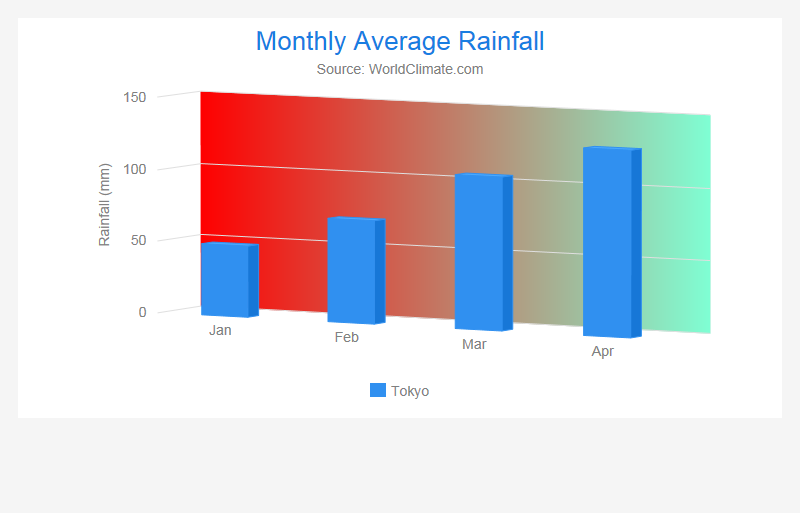 Monthly Average Rainfall
Source: WorldClimate.com
150
100
50
0
Rainfall (mm)
Jan
Feb
Mar
Apr
Tokyo